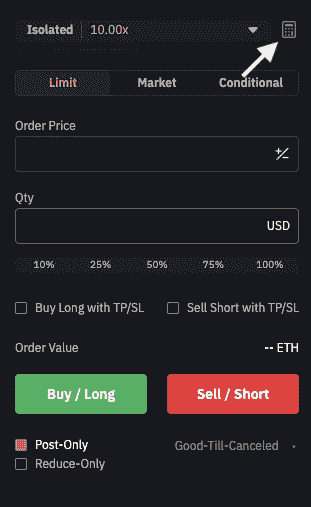 Isolated 10.00x
Limit Market Conditional
Order Price
Qty
USD
10% 25% 50% 75% 100%
Buy Long with TP/SL Sell Short with TP/SL
Order Value -- ETH
Buy / Long Sell / Short
Post-Only Good-Till-Canceled
Reduce-Only